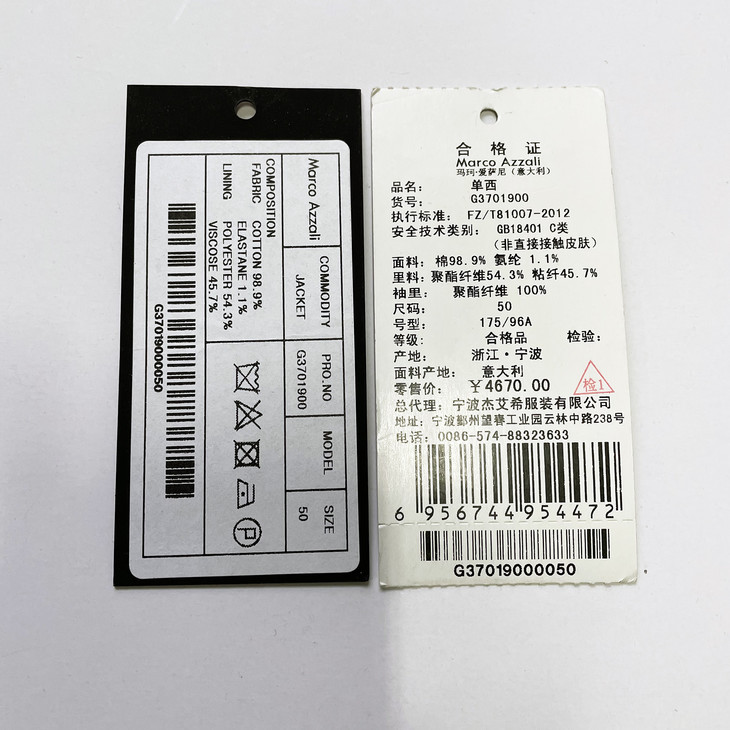 Marco Azzali
COMMODITY
PRO.NO
MODEL
SIZE
JACKET
G3701900
50
COMPOSITION
FABRIC COTTON 98.9%
ELASTANE 1.1%
LINING POLYESTER 54.3%
VISCOSE 45.7%
P
G37019000050
合格证
Marco Azzali
玛珂·爱萨尼（意大利）
品名： 单西
货号： G3701900
执行标准： FZ/T81007-2012
安全技术类别： GB18401 C类
（非直接接触皮肤）
面料： 棉98.9% 氨纶 1.1%
里料： 聚酯纤维54.3% 粘纤45.7%
袖里： 聚酯纤维 100%
尺码： 50
号型： 175/96A
等级： 合格品 检验：
产地： 浙江·宁波
面料产地： 意大利
零售价： ￥4670.00
检1
总代理：宁波杰艾希服装有限公司
地址：宁波鄞州望春工业园云林中路238号
电话：0086-574-88323633
6 956744 954472
G37019000050